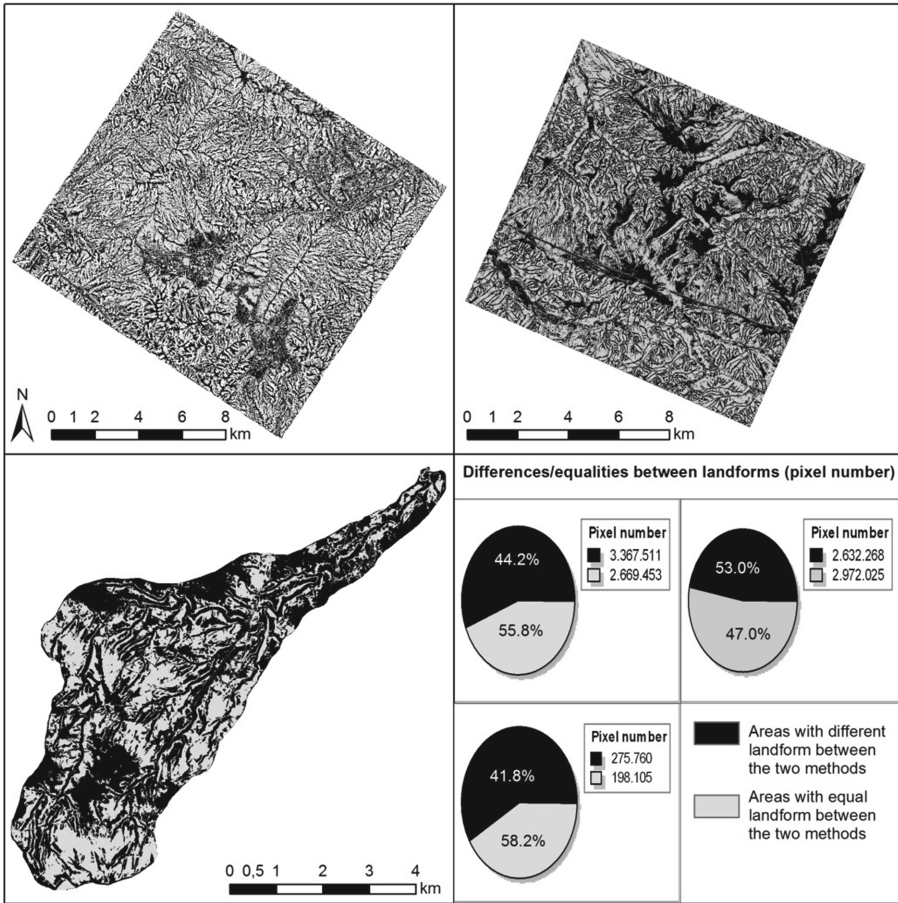 N
0 1 2 4 6 8
km
0 1 2 4 6 8
km
0 0,5 1 2 3 4
km
Differences/equalities between landforms (pixel number)
44.2%
55.8%
Pixel number
3.367.511
2.669.453
53.0%
47.0%
Pixel number
2.632.268
2.972.025
41.8%
58.2%
Pixel number
275.760
198.105
Areas with different
landform between
the two methods
Areas with equal
landform between
the two methods